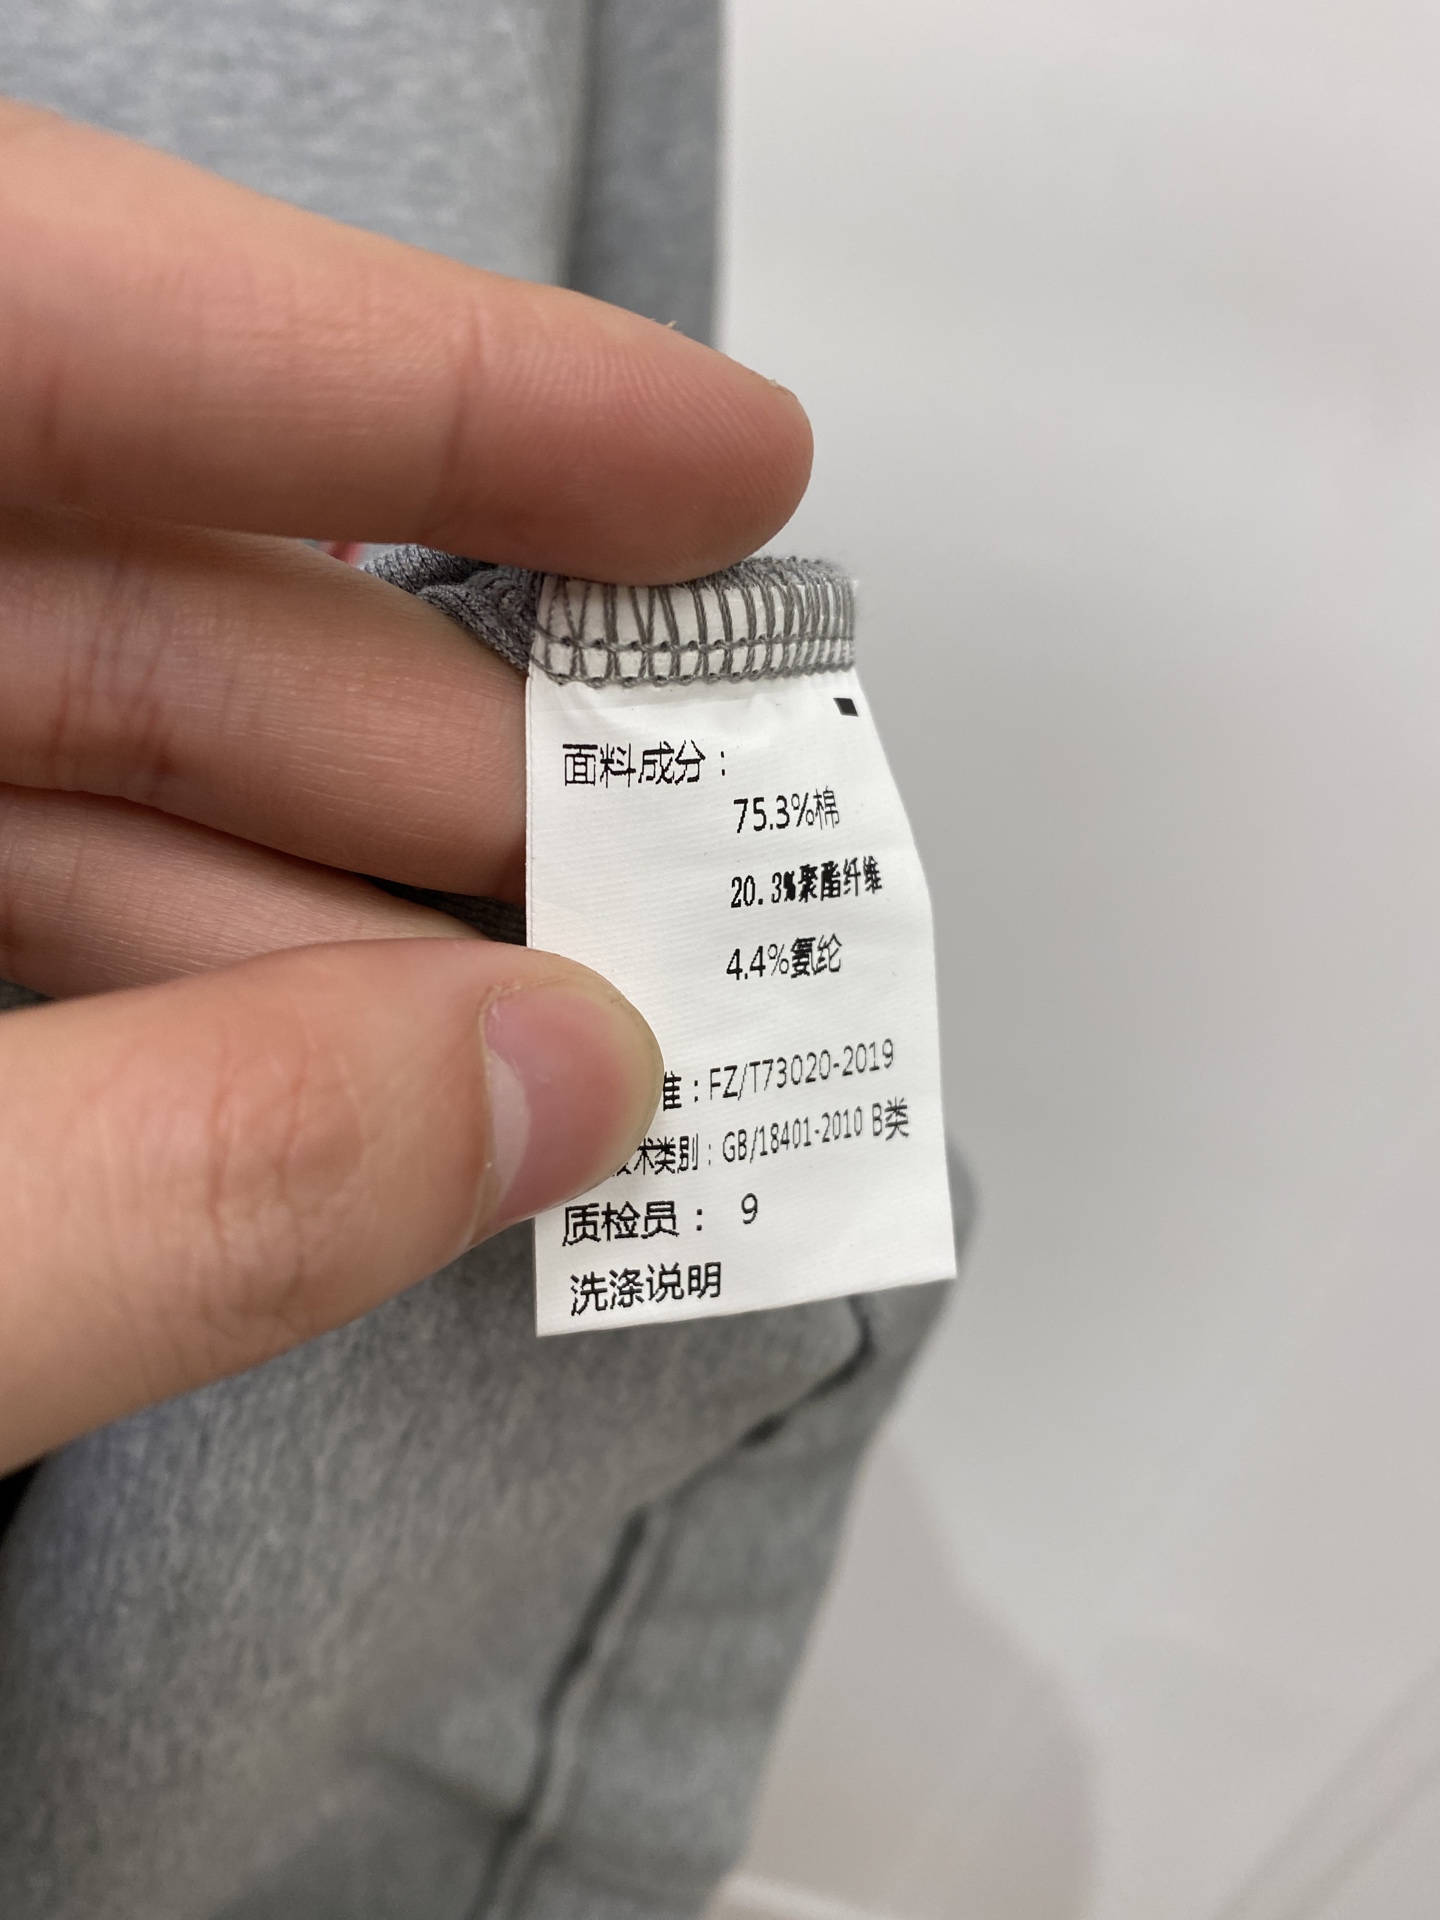 面料成分：
75.3%棉
20.3%聚酯纤维
4.4%氨纶
准：FZ/T73020-2019
术类别：GB/18401-2010 B类
质检员： 9
洗涤说明